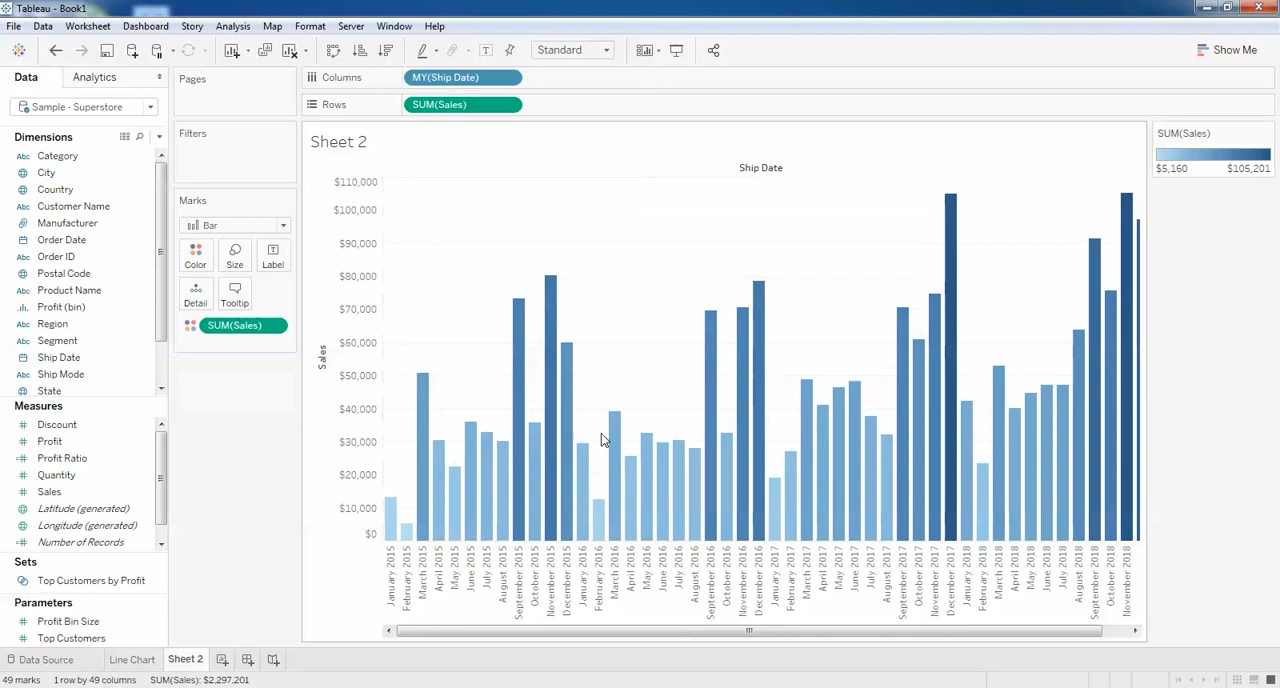 Tableau - Book1
File Data Worksheet Dashboard Story Analysis Map Format Server Window Help
Standard
Show Me
Data Analytics
Sample - Superstore
Dimensions
Abc Category
City
Country
Abc Customer Name
Manufacturer
Order Date
Abc Order ID
Postal Code
Abc Product Name
Profit (bin)
Abc Region
Abc Segment
Ship Date
Abc Ship Mode
State
Measures
# Discount
# Profit
=# Profit Ratio
# Quantity
# Sales
Latitude (generated)
Longitude (generated)
=# Number of Records
Sets
Top Customers by Profit
Parameters
# Profit Bin Size
# Top Customers
Pages
Filters
Marks
Bar
Color Size Label
Detail Tooltip
SUM(Sales)
Columns MY(Ship Date)
Rows SUM(Sales)
Sheet 2
Ship Date
Sales
$110,000
$100,000
$90,000
$80,000
$70,000
$60,000
$50,000
$40,000
$30,000
$20,000
$10,000
$0
January 2015
February 2015
March 2015
April 2015
May 2015
June 2015
July 2015
August 2015
September 2015
October 2015
November 2015
December 2015
January 2016
February 2016
March 2016
April 2016
May 2016
June 2016
July 2016
August 2016
September 2016
October 2016
November 2016
December 2016
January 2017
February 2017
March 2017
April 2017
May 2017
June 2017
July 2017
August 2017
September 2017
October 2017
November 2017
December 2017
January 2018
February 2018
March 2018
April 2018
May 2018
June 2018
July 2018
August 2018
September 2018
October 2018
November 2018
SUM(Sales)
$5,160 $105,201
Data Source Line Chart Sheet 2
49 marks 1 row by 49 columns SUM(Sales): $2,297,201